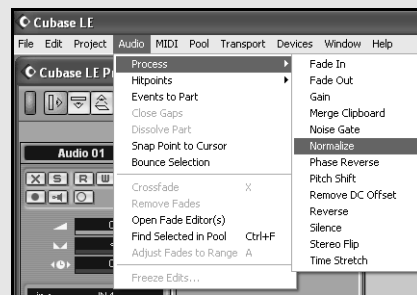 Cubase LE
File Edit Project Audio MIDI Pool Transport Devices Window Help
Cubase LE Pr
Process
Hitpoints
Events to Part
Close Gaps
Dissolve Part
Snap Point to Cursor
Bounce Selection
Crossfade X
Remove Fades
Open Fade Editor(s)
Find Selected in Pool Ctrl+F
Adjust Fades to Range A
Freeze Edits...
Fade In
Fade Out
Gain
Merge Clipboard
Noise Gate
Normalize
Phase Reverse
Pitch Shift
Remove DC Offset
Reverse
Silence
Stereo Flip
Time Stretch
Audio 01
X S R W